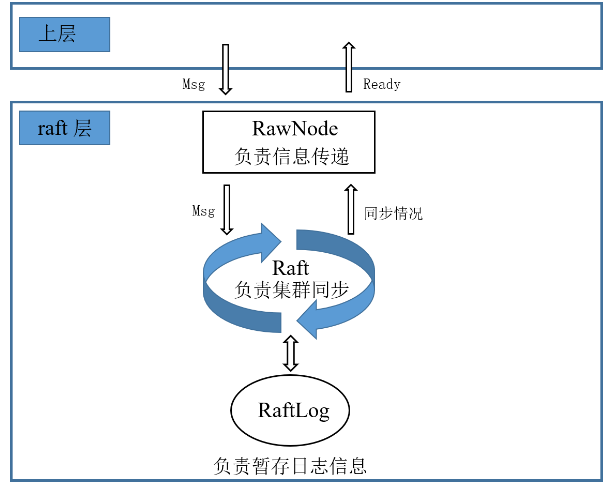 上层
Msg
Ready
raft 层
RawNode
负责信息传递
Msg
同步情况
Raft
负责集群同步
RaftLog
负责暂存日志信息